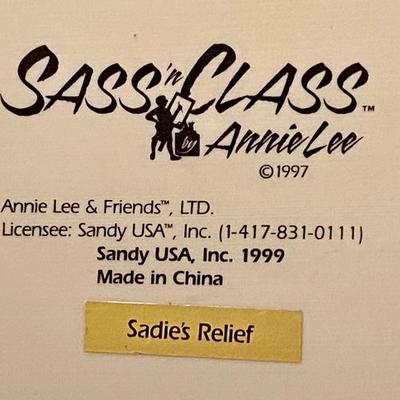 SASS 'n CLASS™
by Annie Lee
©1997
Annie Lee & Friends™, LTD.
Licensee: Sandy USA™, Inc. (1-417-831-0111)
Sandy USA, Inc. 1999
Made in China
Sadie's Relief